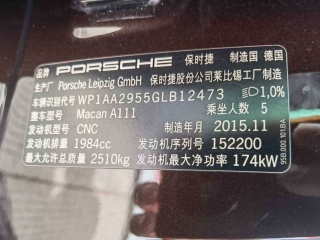 品牌 PORSCHE 保时捷 制造国 德国
生产厂 Porsche Leipzig GmbH 保时捷股份公司莱比锡工厂制造
车辆识别代号 WP1AA2955GLB12473 1,0%
整车型号 Macan A111 乘坐人数 5
发动机型号 CNC 制造年月 2015.11
发动机排量 1984cc 发动机序列号 152200
最大允许总质量 2510kg 发动机最大净功率 174kW
95B.000.101.BA